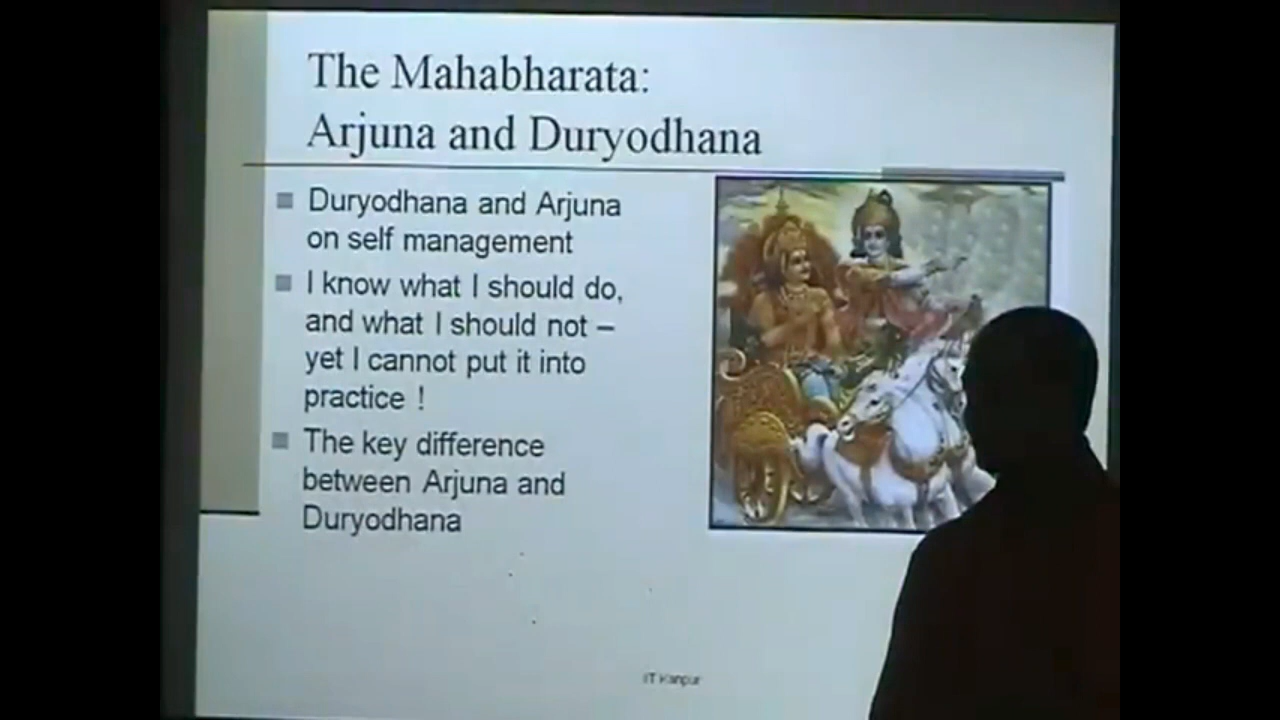 The Mahabharata:
Arjuna and Duryodhana
Duryodhana and Arjuna
on self management
I know what I should do,
and what I should not –
yet I cannot put it into
practice !
The key difference
between Arjuna and
Duryodhana
IIT Kanpur